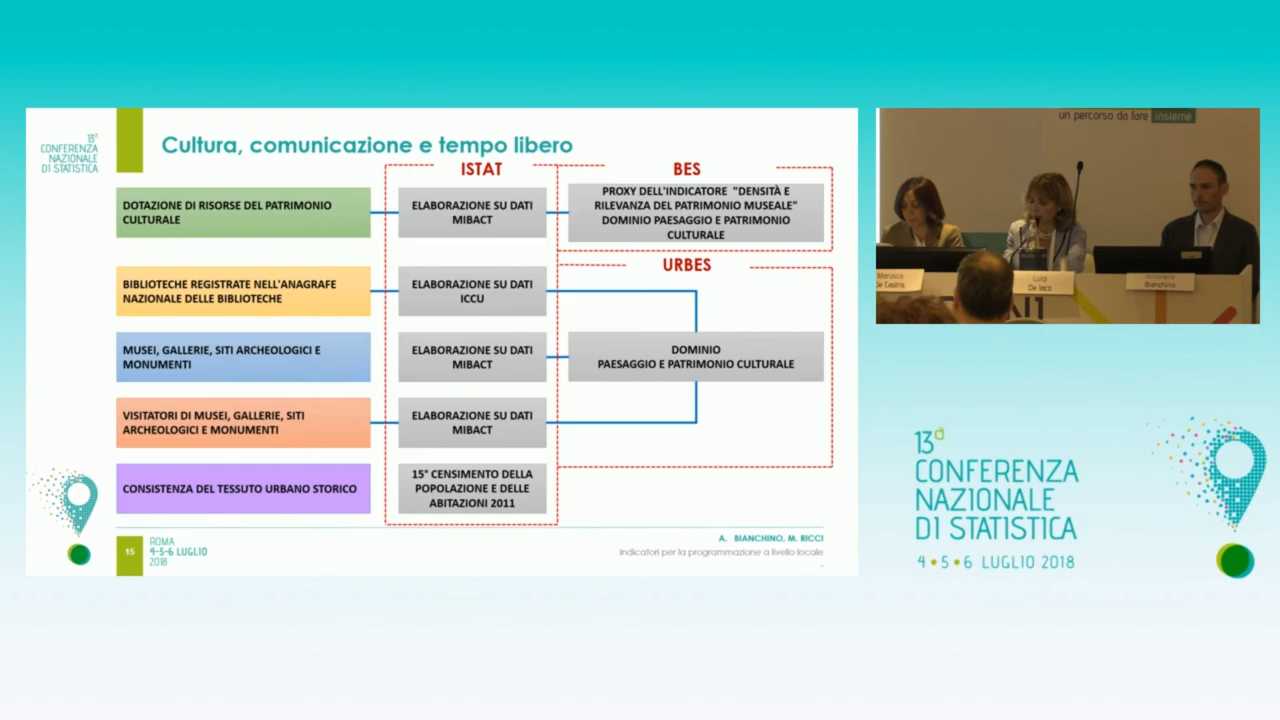 13ª
CONFERENZA
NAZIONALE
DI STATISTICA
Cultura, comunicazione e tempo libero
ISTAT
BES
DOTAZIONE DI RISORSE DEL PATRIMONIO
CULTURALE
ELABORAZIONE SU DATI
MIBACT
PROXY DELL'INDICATORE "DENSITÀ E
RILEVANZA DEL PATRIMONIO MUSEALE"
DOMINIO PAESAGGIO E PATRIMONIO
CULTURALE
URBES
BIBLIOTECHE REGISTRATE NELL'ANAGRAFE
NAZIONALE DELLE BIBLIOTECHE
ELABORAZIONE SU DATI
ICCU
MUSEI, GALLERIE, SITI ARCHEOLOGICI E
MONUMENTI
ELABORAZIONE SU DATI
MIBACT
DOMINIO
PAESAGGIO E PATRIMONIO CULTURALE
VISITATORI DI MUSEI, GALLERIE, SITI
ARCHEOLOGICI E MONUMENTI
ELABORAZIONE SU DATI
MIBACT
CONSISTENZA DEL TESSUTO URBANO STORICO
15° CENSIMENTO DELLA
POPOLAZIONE E DELLE
ABITAZIONI 2011
15
ROMA
4-5-6 LUGLIO
2018
A. BIANCHINO, M. RICCI
Indicatori per la programmazione a livello locale
un percorso da fare insieme
De Castris
Luigi
De Iaco
Antonella
Bianchino
13ª
CONFERENZA
NAZIONALE
DI STATISTICA
4 • 5 • 6 LUGLIO 2018